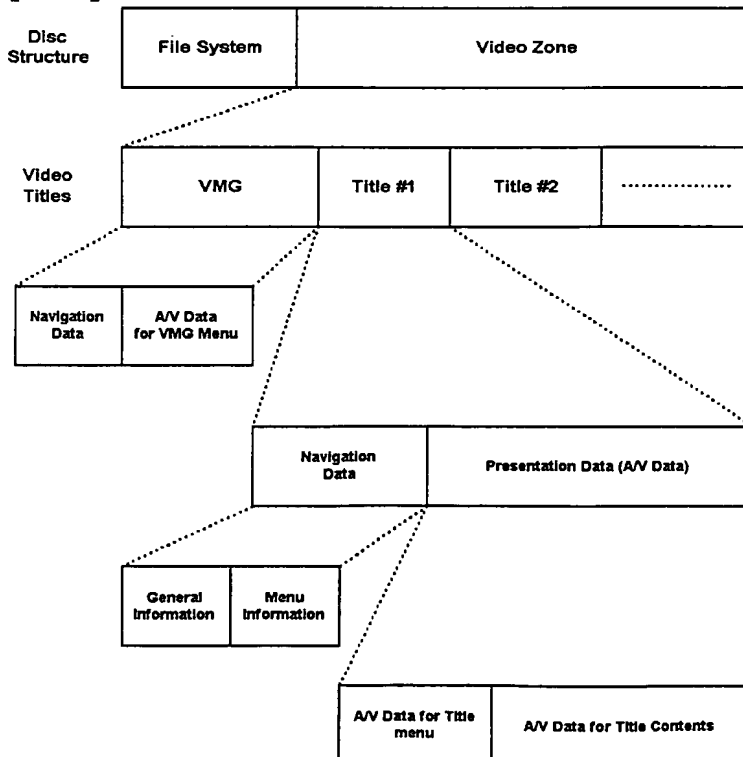 Disc
Structure
File System
Video Zone
Video
Titles
VMG
Title #1
Title #2
Navigation
Data
A/V Data
for VMG Menu
Navigation
Data
Presentation Data (A/V Data)
General
Information
Menu
Information
A/V Data for Title
menu
A/V Data for Title Contents